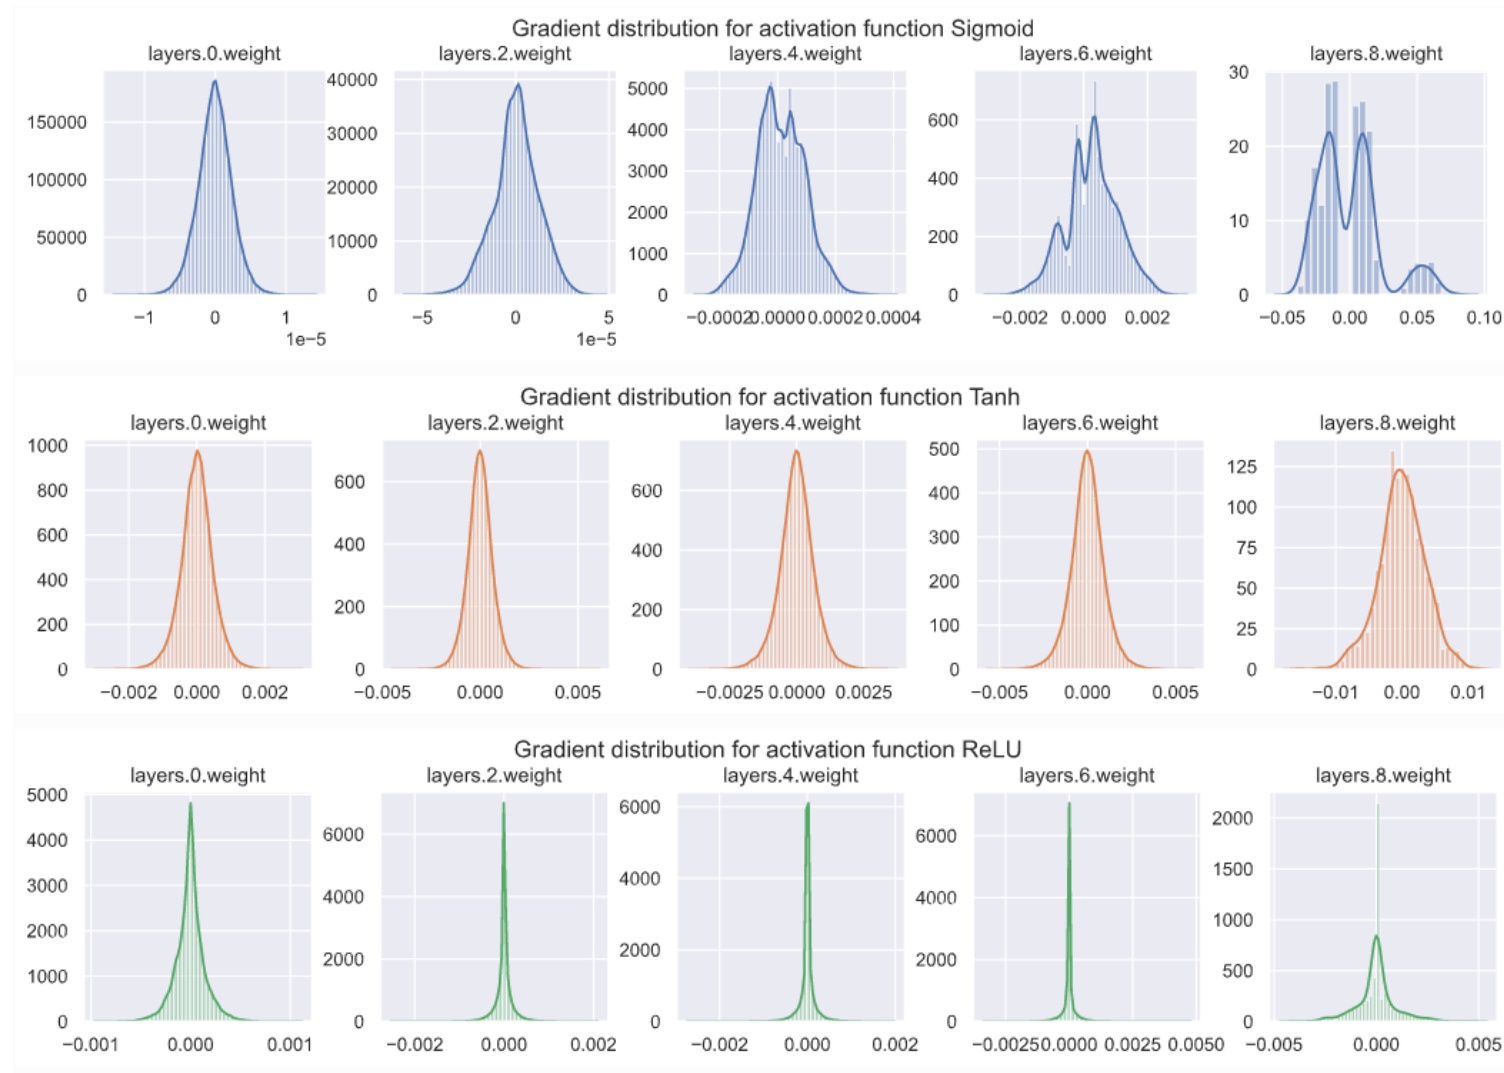 Gradient distribution for activation function Sigmoid
layers.0.weight layers.2.weight layers.4.weight layers.6.weight layers.8.weight
150000 100000 50000 0
−1 0 1
1e−5
40000 30000 20000 10000 0
−5 0 5
1e−5
5000 4000 3000 2000 1000 0
−0.0002 0.0000 0.0002 0.0004
600 400 200 0
−0.002 0.000 0.002
30 20 10 0
−0.05 0.00 0.05 0.10
Gradient distribution for activation function Tanh
layers.0.weight layers.2.weight layers.4.weight layers.6.weight layers.8.weight
1000 800 600 400 200 0
−0.002 0.000 0.002
600 400 200 0
−0.005 0.000 0.005
600 400 200 0
−0.0025 0.0000 0.0025
500 400 300 200 100 0
−0.005 0.000 0.005
125 100 75 50 25 0
−0.01 0.00 0.01
Gradient distribution for activation function ReLU
layers.0.weight layers.2.weight layers.4.weight layers.6.weight layers.8.weight
5000 4000 3000 2000 1000 0
−0.001 0.000 0.001
6000 4000 2000 0
−0.002 0.000 0.002
6000 4000 2000 0
−0.002 0.000 0.002
6000 4000 2000 0
−0.0025 0.0000 0.0025 0.0050
2000 1500 1000 500 0
−0.005 0.000 0.005